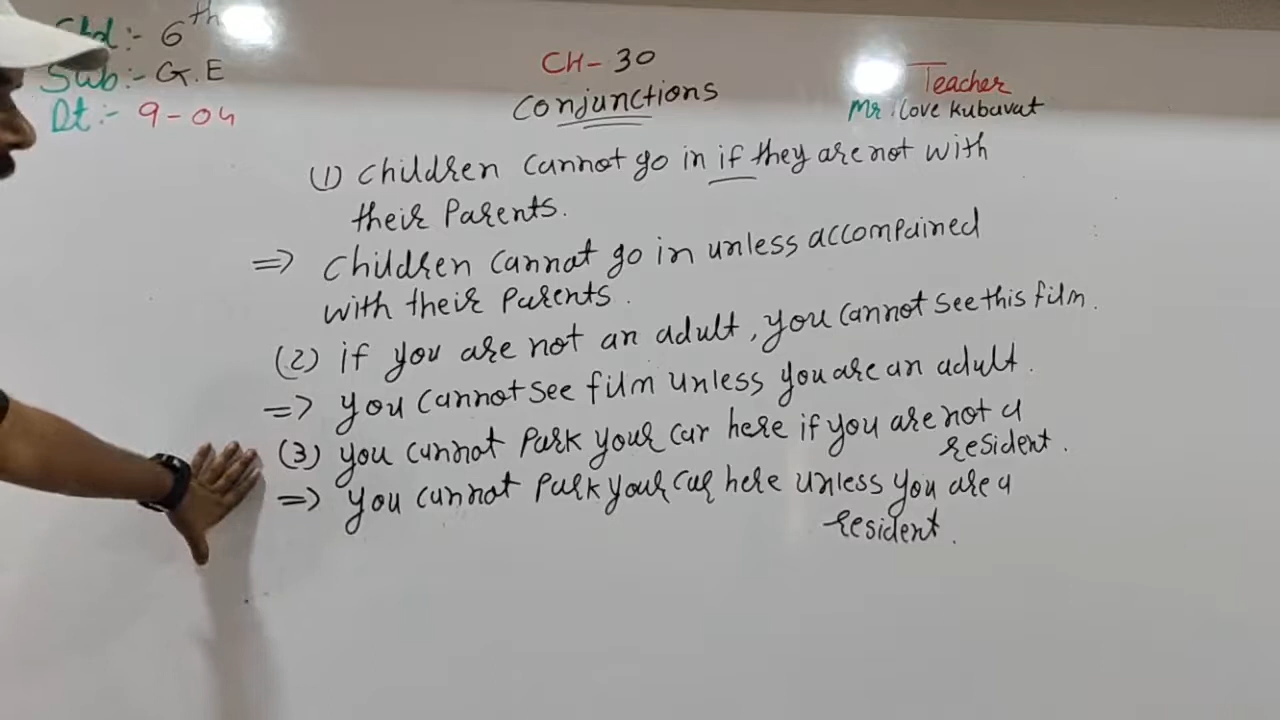 Std:- 6th
Sub:- G.E
Dt:- 9-04
CH-30
Conjunctions
Teacher
Mr. Love Kubavat
(1) Children cannot go in if they are not with
their Parents.
=> Children cannot go in unless accompained
with their Parents.
(2) if you are not an adult, you cannot see this film.
=> you cannot see film unless you are an adult.
(3) you cannot Park your car here if you are not a
resident.
=> you cannot Park your car here unless you are a
resident.